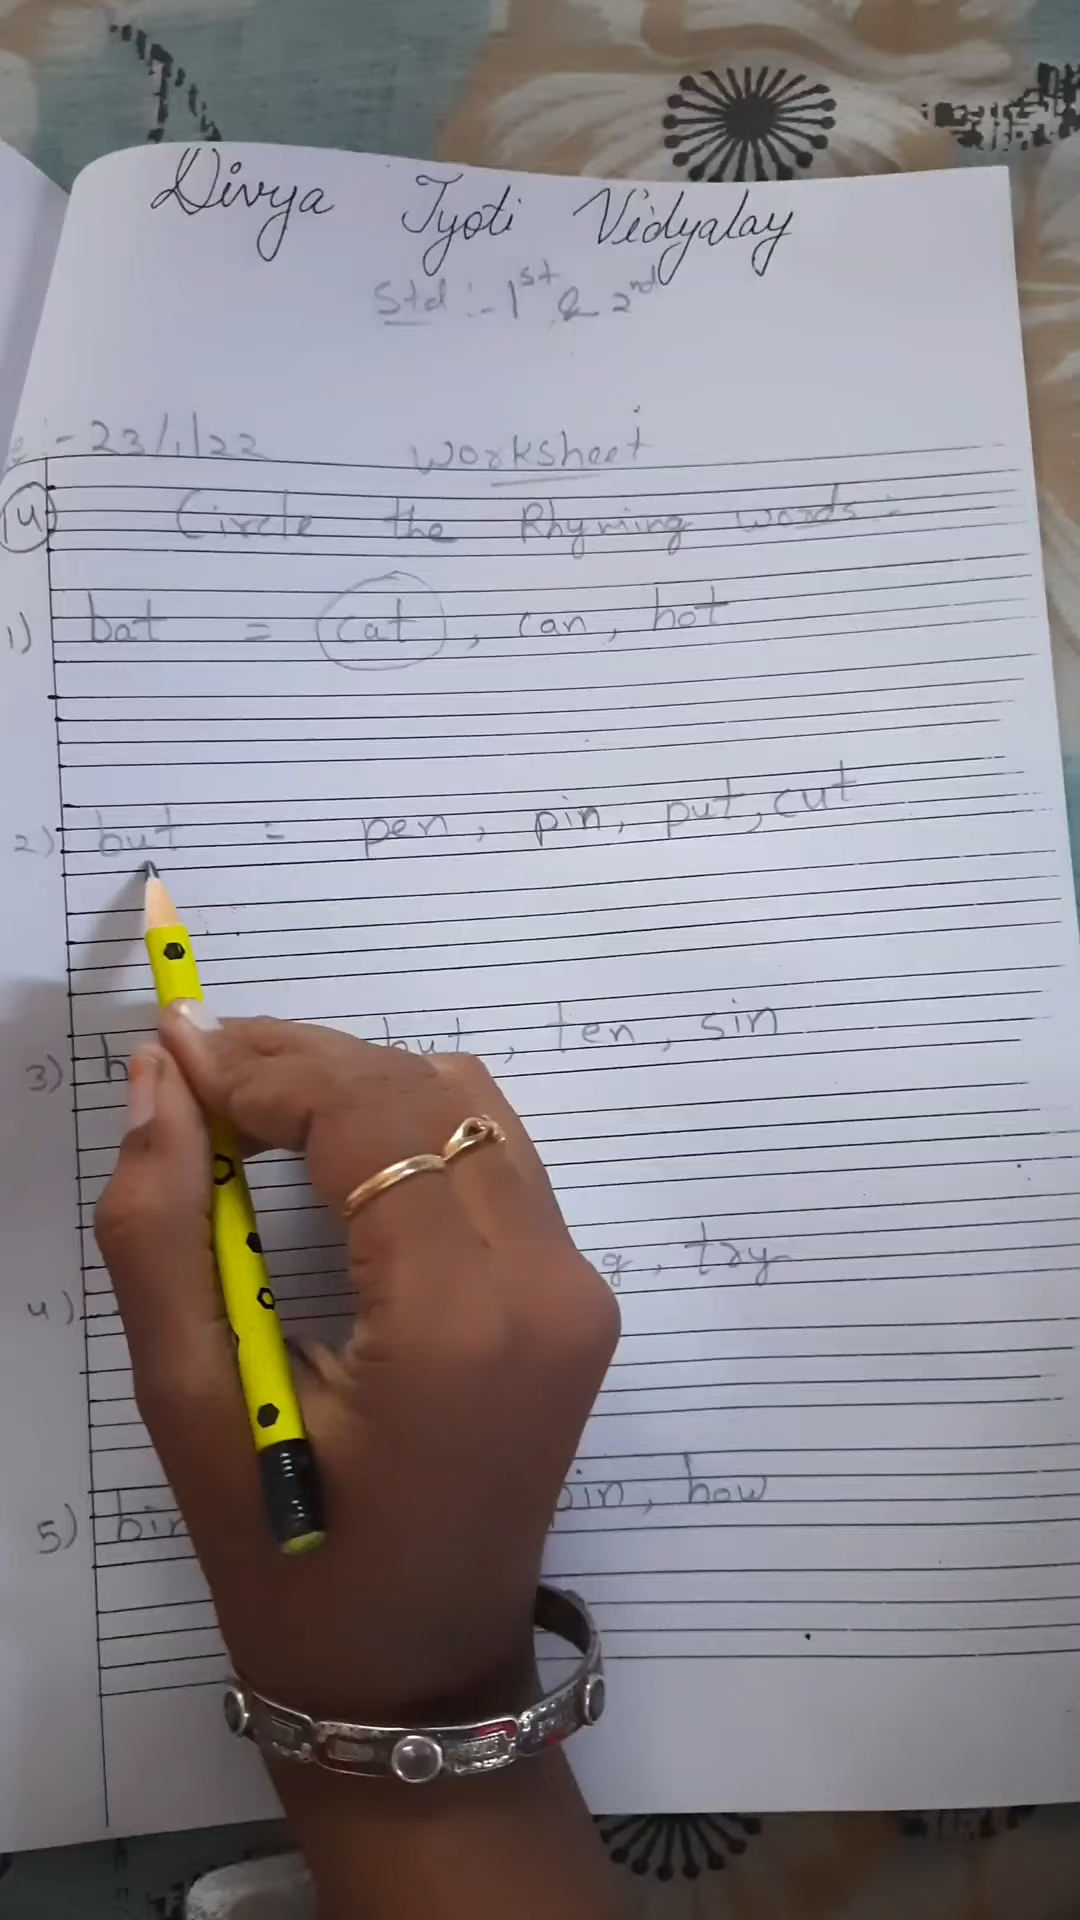 Divya Jyoti Vidyalay
Std :- 1st & 2nd
:- 23/1/22 Worksheet
Circle the Rhyming words :-
1) bat = cat, can, hot
2) but = pen, pin, put, cut
3) but, ten, sin
4) try
5) how